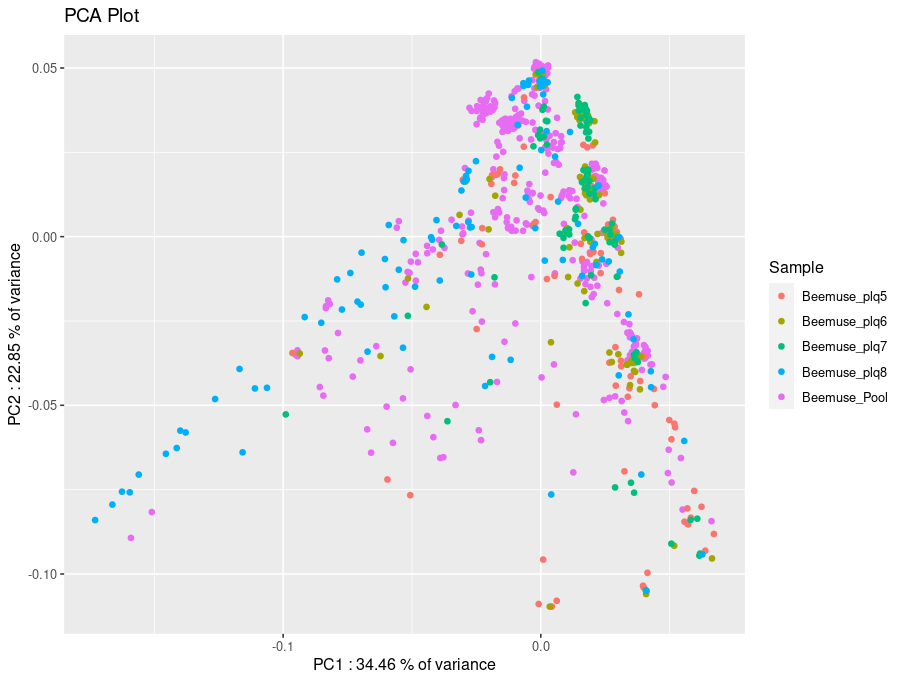 PCA Plot
0.05
0.00
-0.05
-0.10
PC2 : 22.85 % of variance
-0.1
0.0
PC1 : 34.46 % of variance
Sample
Beemuse_plq5
Beemuse_plq6
Beemuse_plq7
Beemuse_plq8
Beemuse_Pool